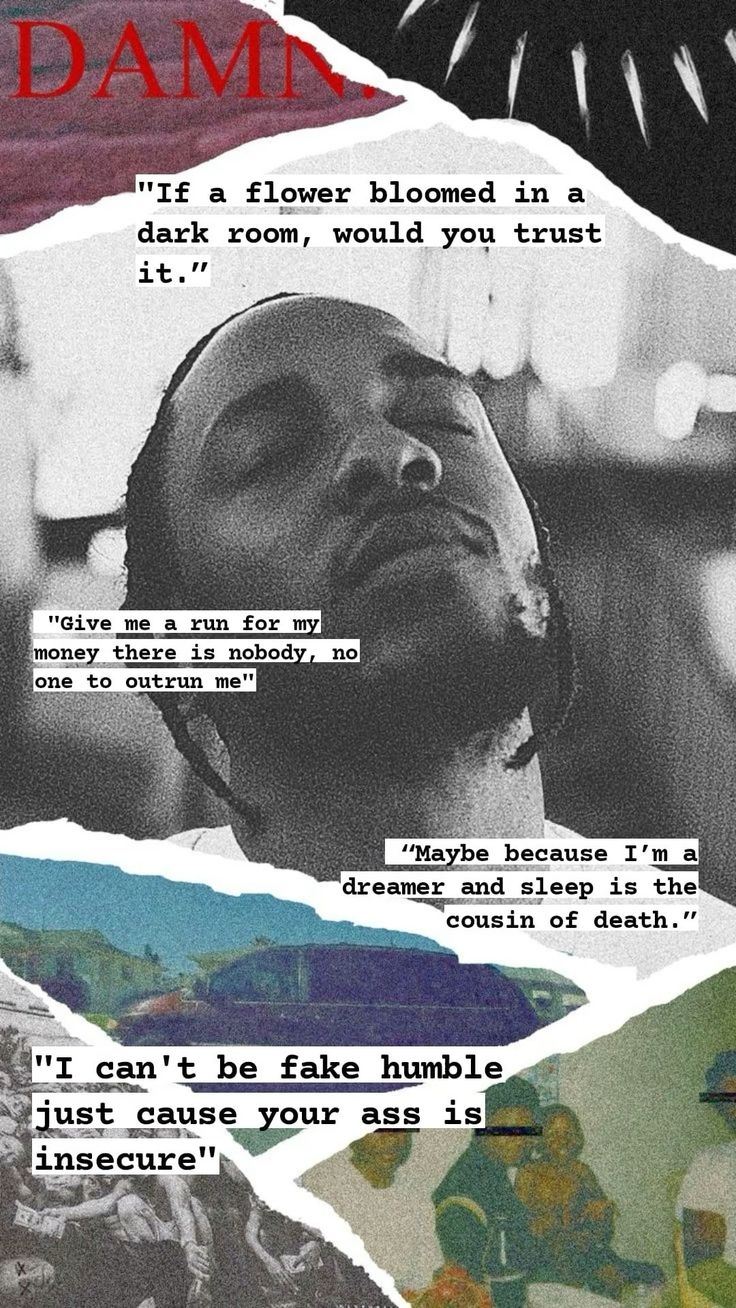 DAMN.
"If a flower bloomed in a
dark room, would you trust
it.”
"Give me a run for my
money there is nobody, no
one to outrun me"
“Maybe because I’m a
dreamer and sleep is the
cousin of death.”
"I can't be fake humble
just cause your ass is
insecure"